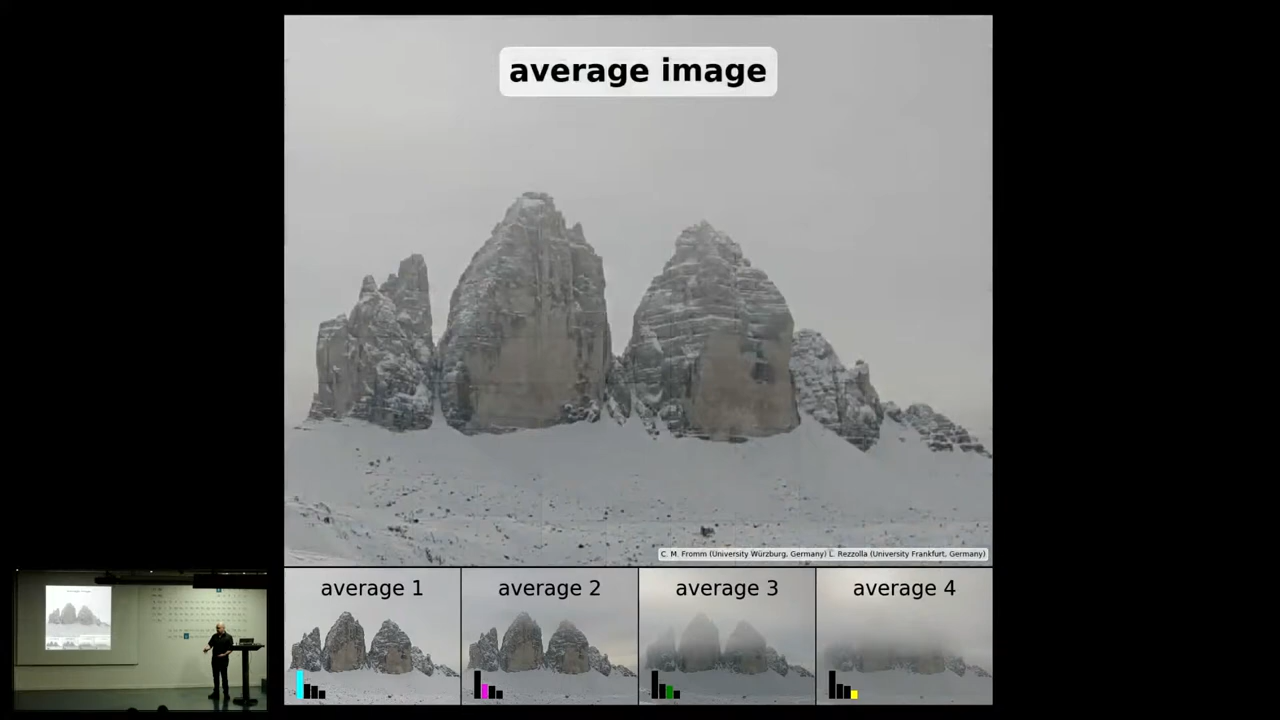 average image
C. M. Fromm (University Würzburg, Germany) L. Rezzolla (University Frankfurt, Germany)
average 1
average 2
average 3
average 4